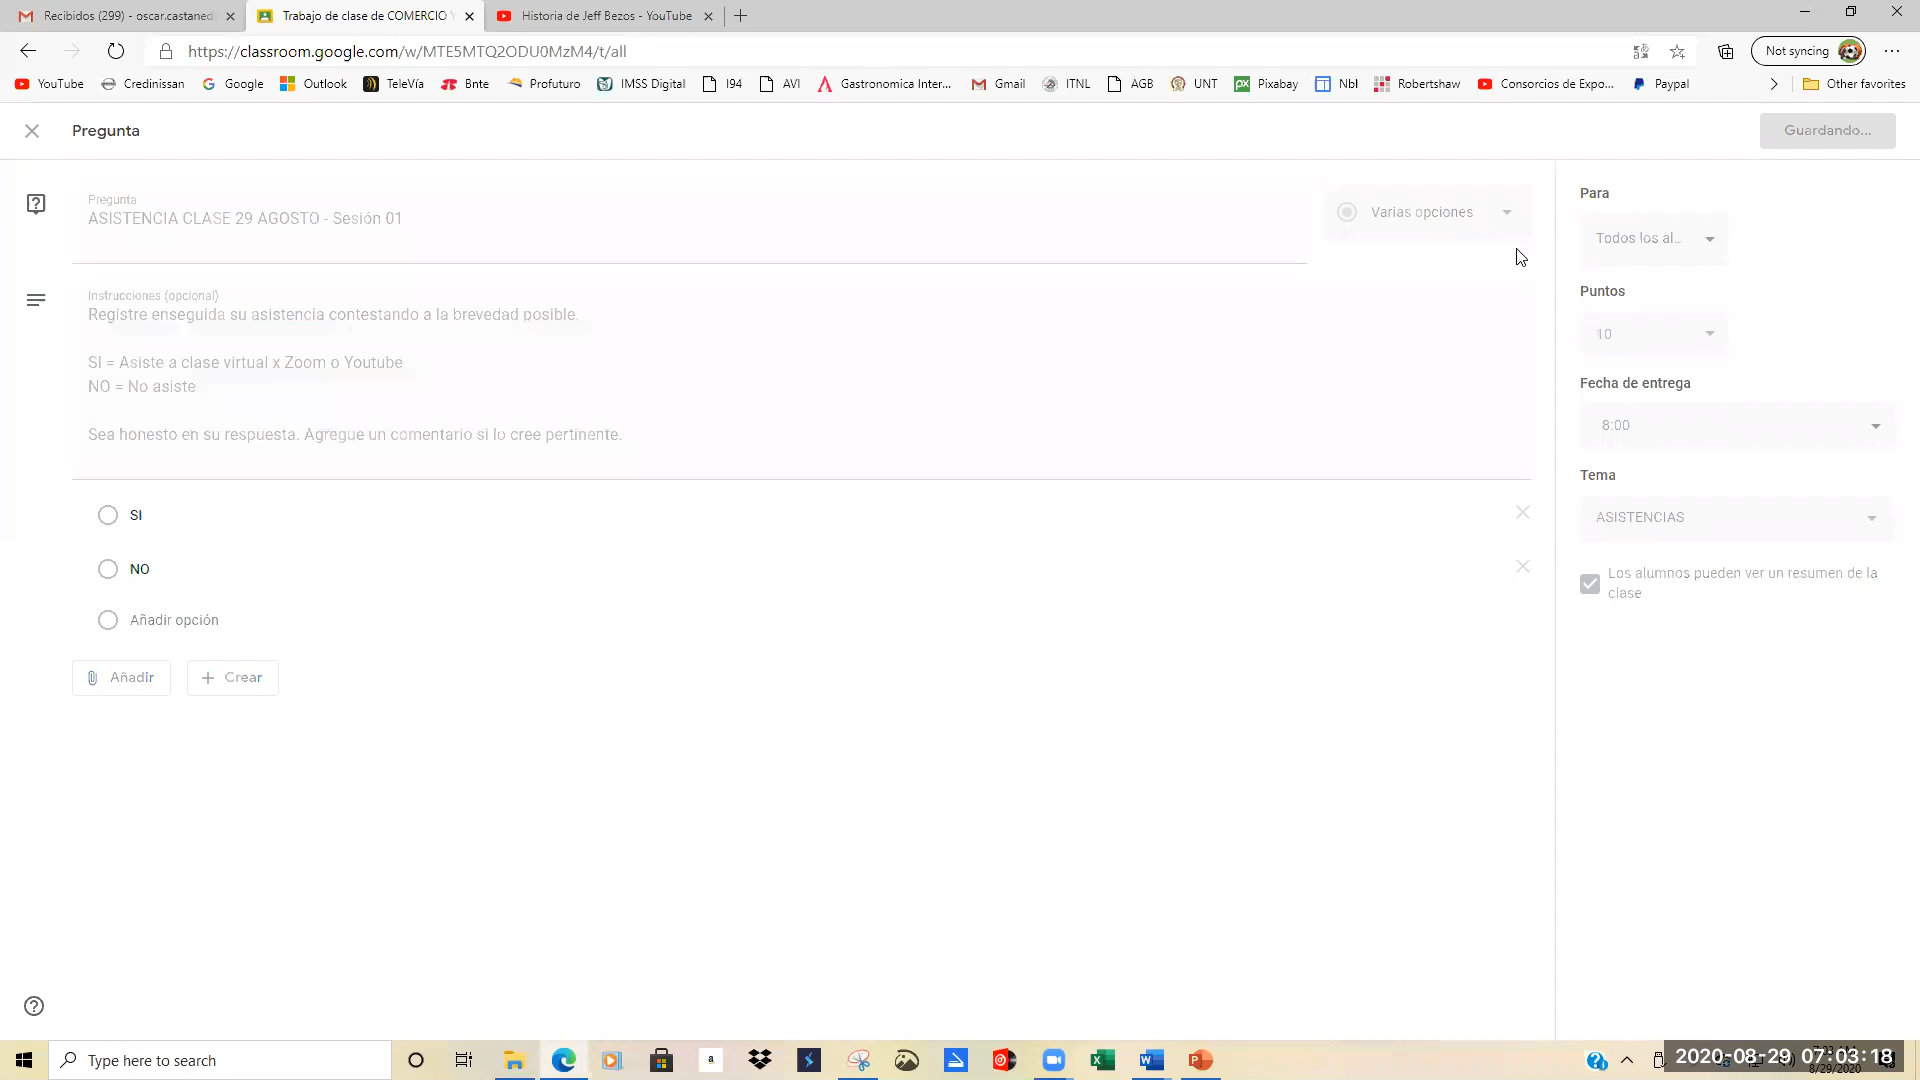 Recibidos (299) - oscar.castaned
Trabajo de clase de COMERCIO Y
Historia de Jeff Bezos - YouTube
https://classroom.google.com/w/MTE5MTQ2ODU0MzM4/t/all
Not syncing
YouTube
Credinissan
Google
Outlook
TeleVía
Bnte
Profuturo
IMSS Digital
I94
AVI
Gastronomica Inter...
Gmail
ITNL
AGB
UNT
Pixabay
Nbl
Robertshaw
Consorcios de Expo...
Paypal
Other favorites
Pregunta
Guardando...
Pregunta
ASISTENCIA CLASE 29 AGOSTO - Sesión 01
Varias opciones
Instrucciones (opcional)
Registre enseguida su asistencia contestando a la brevedad posible.
SI = Asiste a clase virtual x Zoom o Youtube
NO = No asiste
Sea honesto en su respuesta. Agregue un comentario si lo cree pertinente.
SI
NO
Añadir opción
Añadir
Crear
Para
Todos los al...
Puntos
10
Fecha de entrega
8:00
Tema
ASISTENCIAS
Los alumnos pueden ver un resumen de la
clase
Type here to search
2020-08-29 07:03:18
8/29/2020